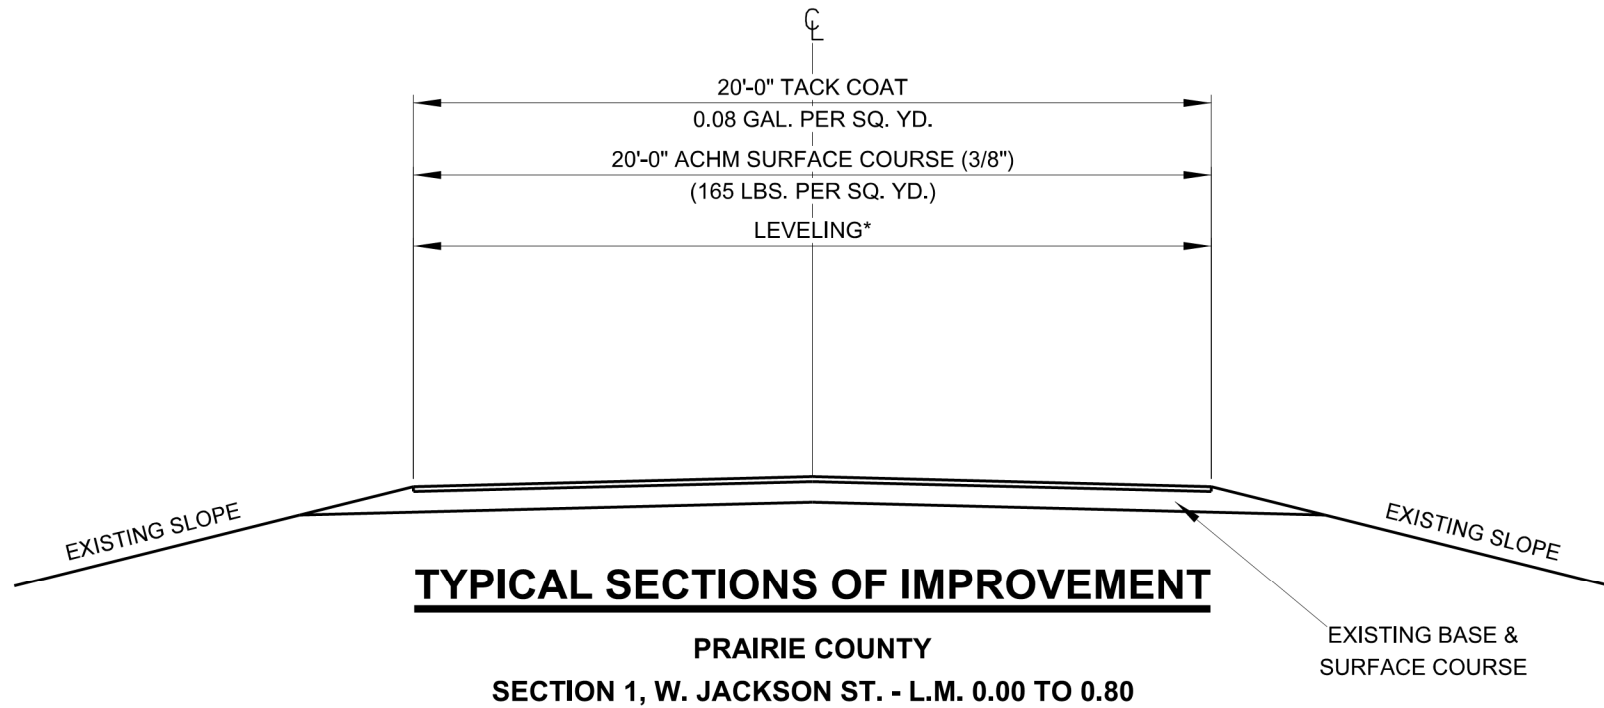 ℄
20'-0" TACK COAT
0.08 GAL. PER SQ. YD.
20'-0" ACHM SURFACE COURSE (3/8")
(165 LBS. PER SQ. YD.)
LEVELING*
EXISTING SLOPE
EXISTING SLOPE
TYPICAL SECTIONS OF IMPROVEMENT
EXISTING BASE &
SURFACE COURSE
PRAIRIE COUNTY
SECTION 1, W. JACKSON ST. - L.M. 0.00 TO 0.80